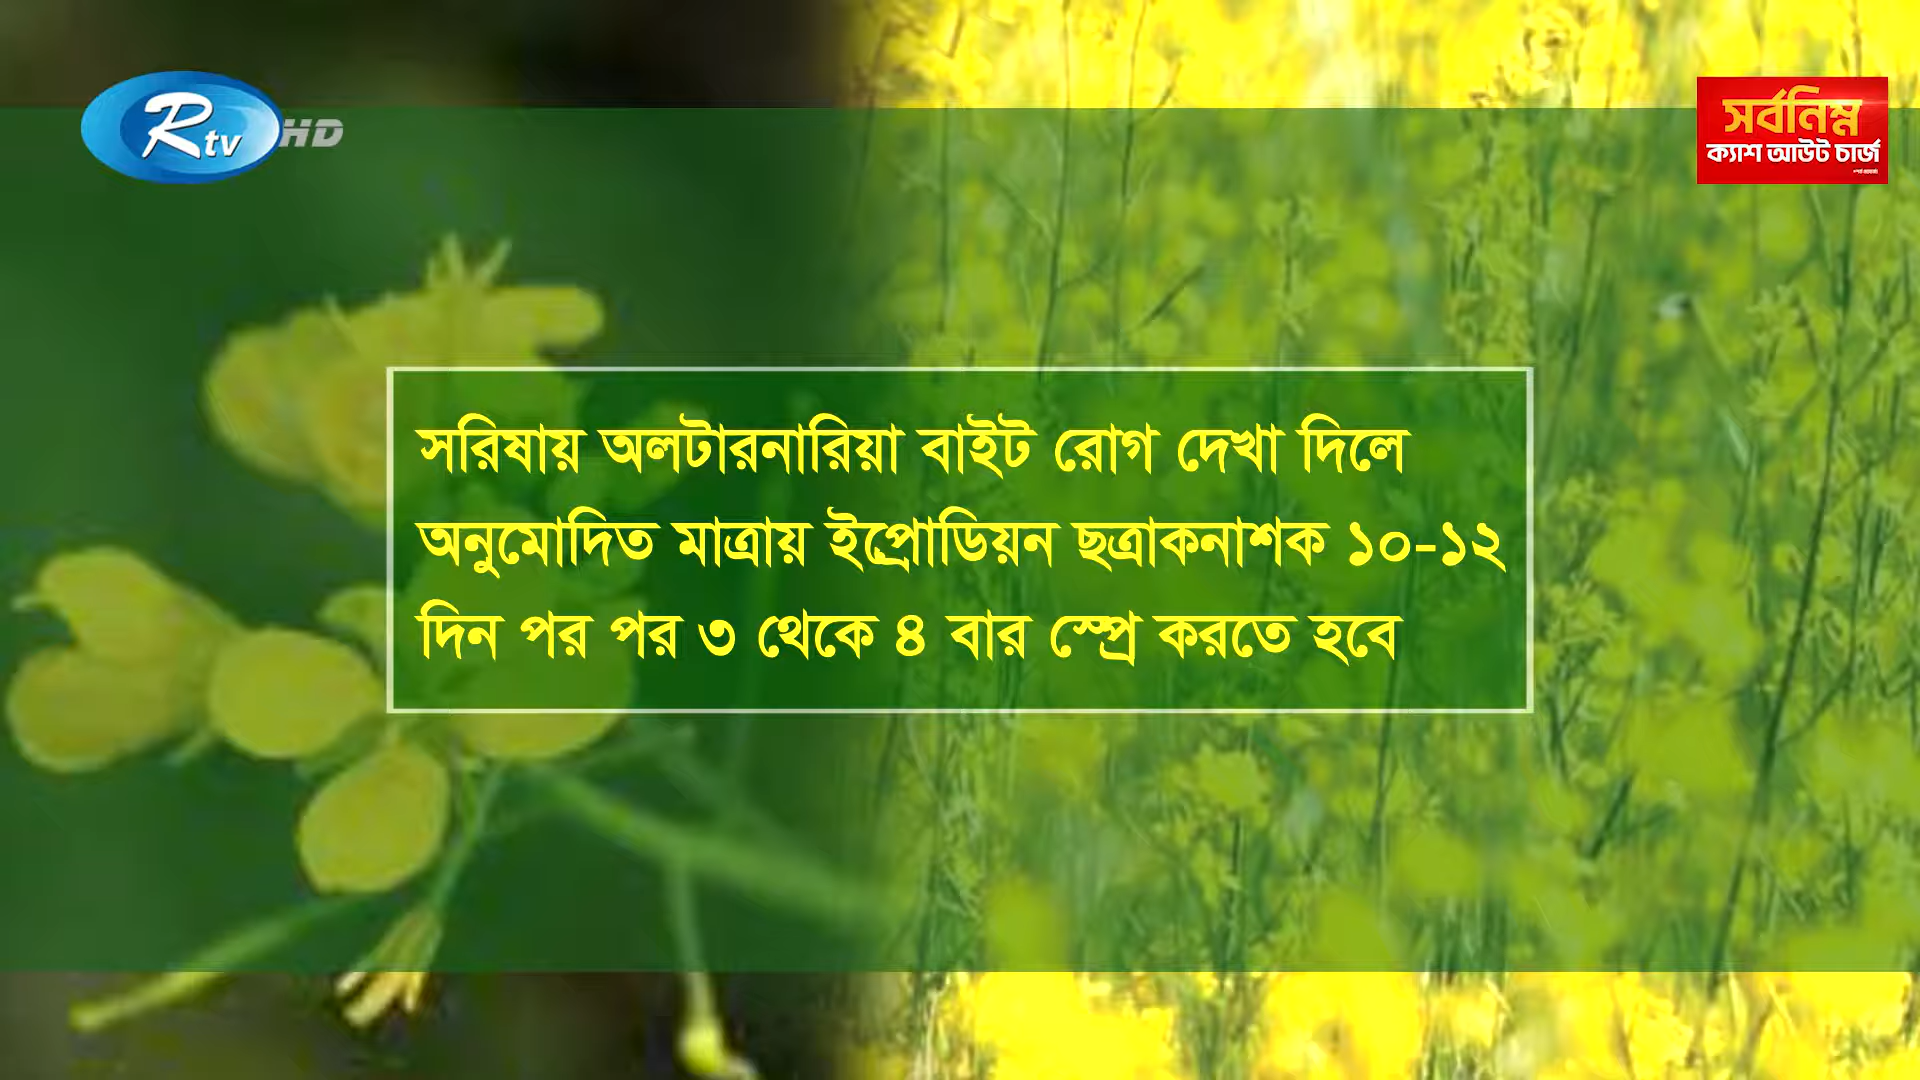 Rtv HD
সর্বনিম্ন
ক্যাশ আউট চার্জ
সরিষায় অলটারনারিয়া বাইট রোগ দেখা দিলে
অনুমোদিত মাত্রায় ইপ্রোডিয়ন ছত্রাকনাশক ১০-১২
দিন পর পর ৩ থেকে ৪ বার স্প্রে করতে হবে